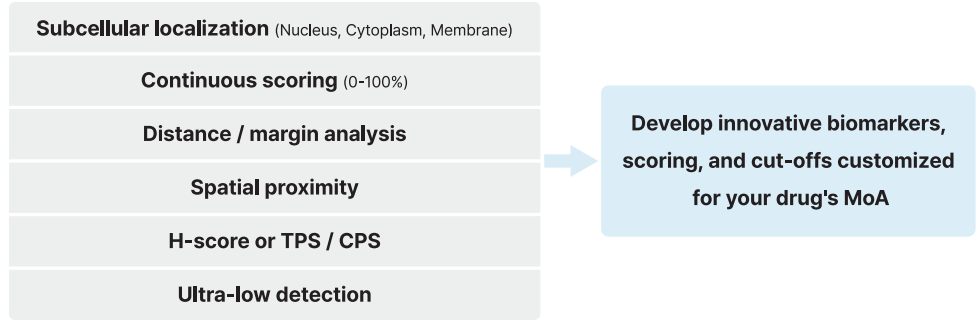 Subcellular localization (Nucleus, Cytoplasm, Membrane)
Continuous scoring (0-100%)
Distance / margin analysis
Spatial proximity
H-score or TPS / CPS
Ultra-low detection
Develop innovative biomarkers,
scoring, and cut-offs customized
for your drug's MoA